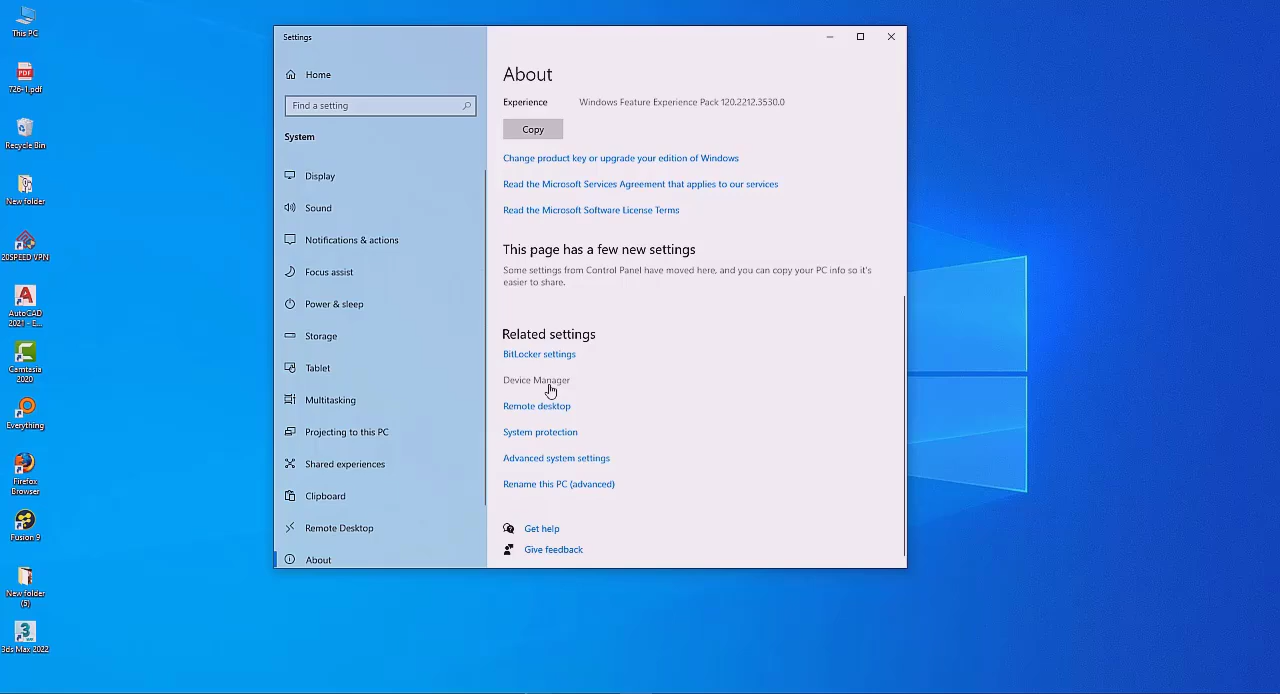 This PC
726-1.pdf
Recycle Bin
New folder
20SPEED VPN
AutoCAD
2021 - E...
Camtasia
2020
Everything
Firefox
Browser
Fusion 9
New folder
(5)
3ds Max 2022
Settings
Home
Find a setting
System
Display
Sound
Notifications & actions
Focus assist
Power & sleep
Storage
Tablet
Multitasking
Projecting to this PC
Shared experiences
Clipboard
Remote Desktop
About
About
Experience Windows Feature Experience Pack 120.2212.3530.0
Copy
Change product key or upgrade your edition of Windows
Read the Microsoft Services Agreement that applies to our services
Read the Microsoft Software License Terms
This page has a few new settings
Some settings from Control Panel have moved here, and you can copy your PC info so it's
easier to share.
Related settings
BitLocker settings
Device Manager
Remote desktop
System protection
Advanced system settings
Rename this PC (advanced)
Get help
Give feedback